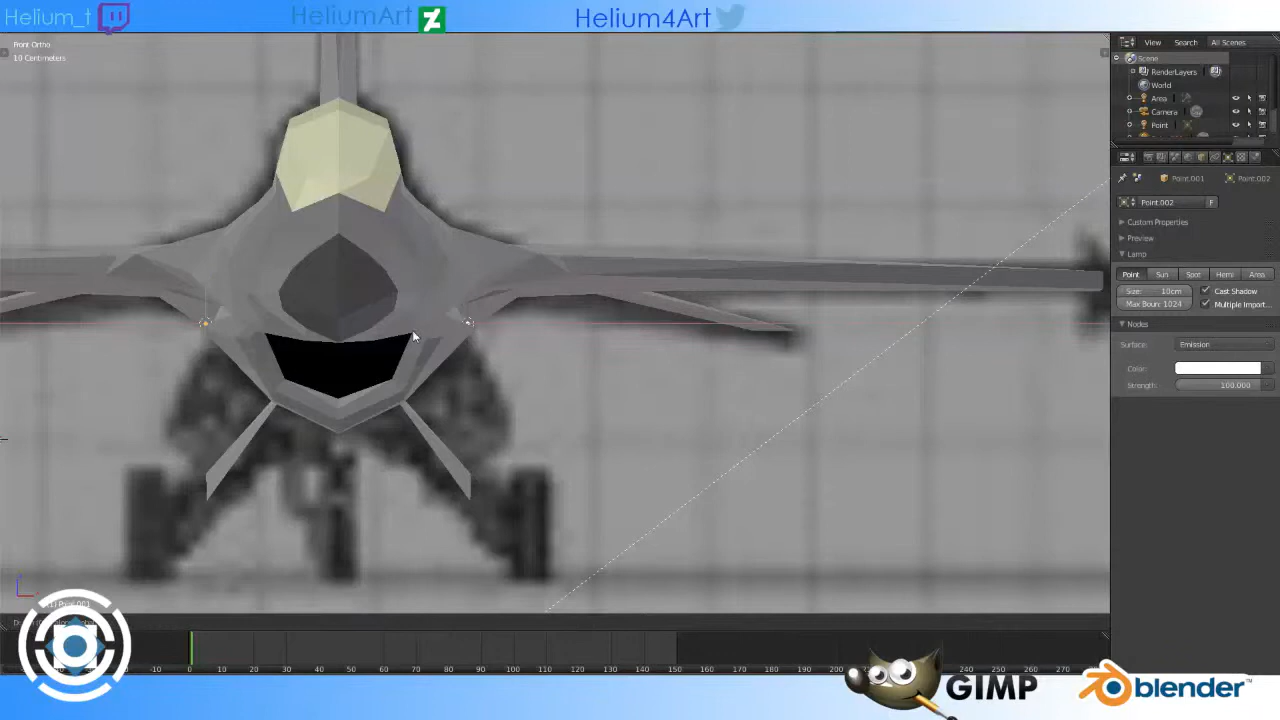 Helium_t
HeliumArt
Helium4Art
Front Ortho
10 Centimeters
View Search All Scenes
Scene
RenderLayers
World
Area
Camera
Point
Point.001 Point.002
Point.002 F
Custom Properties
Preview
Lamp
Point Sun Spot Hemi Area
Size: 10cm Cast Shadow
Max Boun: 1024 Multiple Import...
Nodes
Surface: Emission
Color:
Strength: 100.000
-10 0 10 20 30 40 50 60 70 80 90 100 110 120 130 140 150 160 170 180 190 200 240 260 270
GIMP
blender